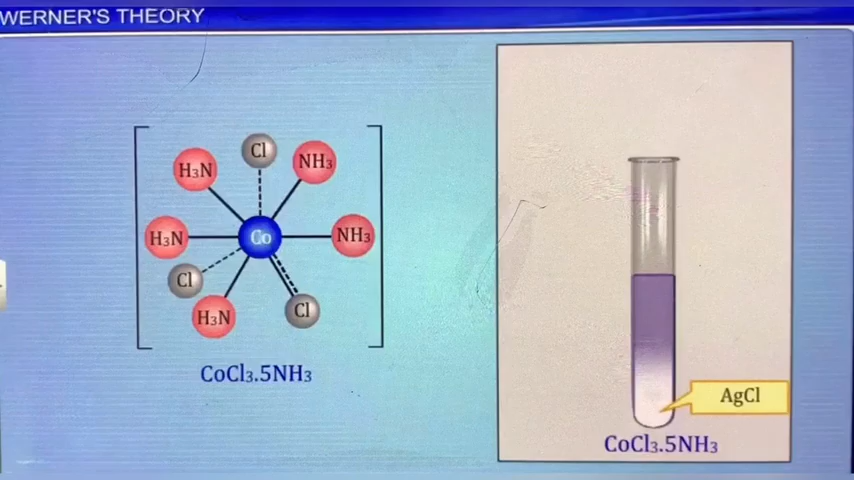 WERNER'S THEORY
Cl
H₃N
NH₃
H₃N
Co
NH₃
Cl
H₃N
Cl
CoCl₃.5NH₃
AgCl
CoCl₃.5NH₃